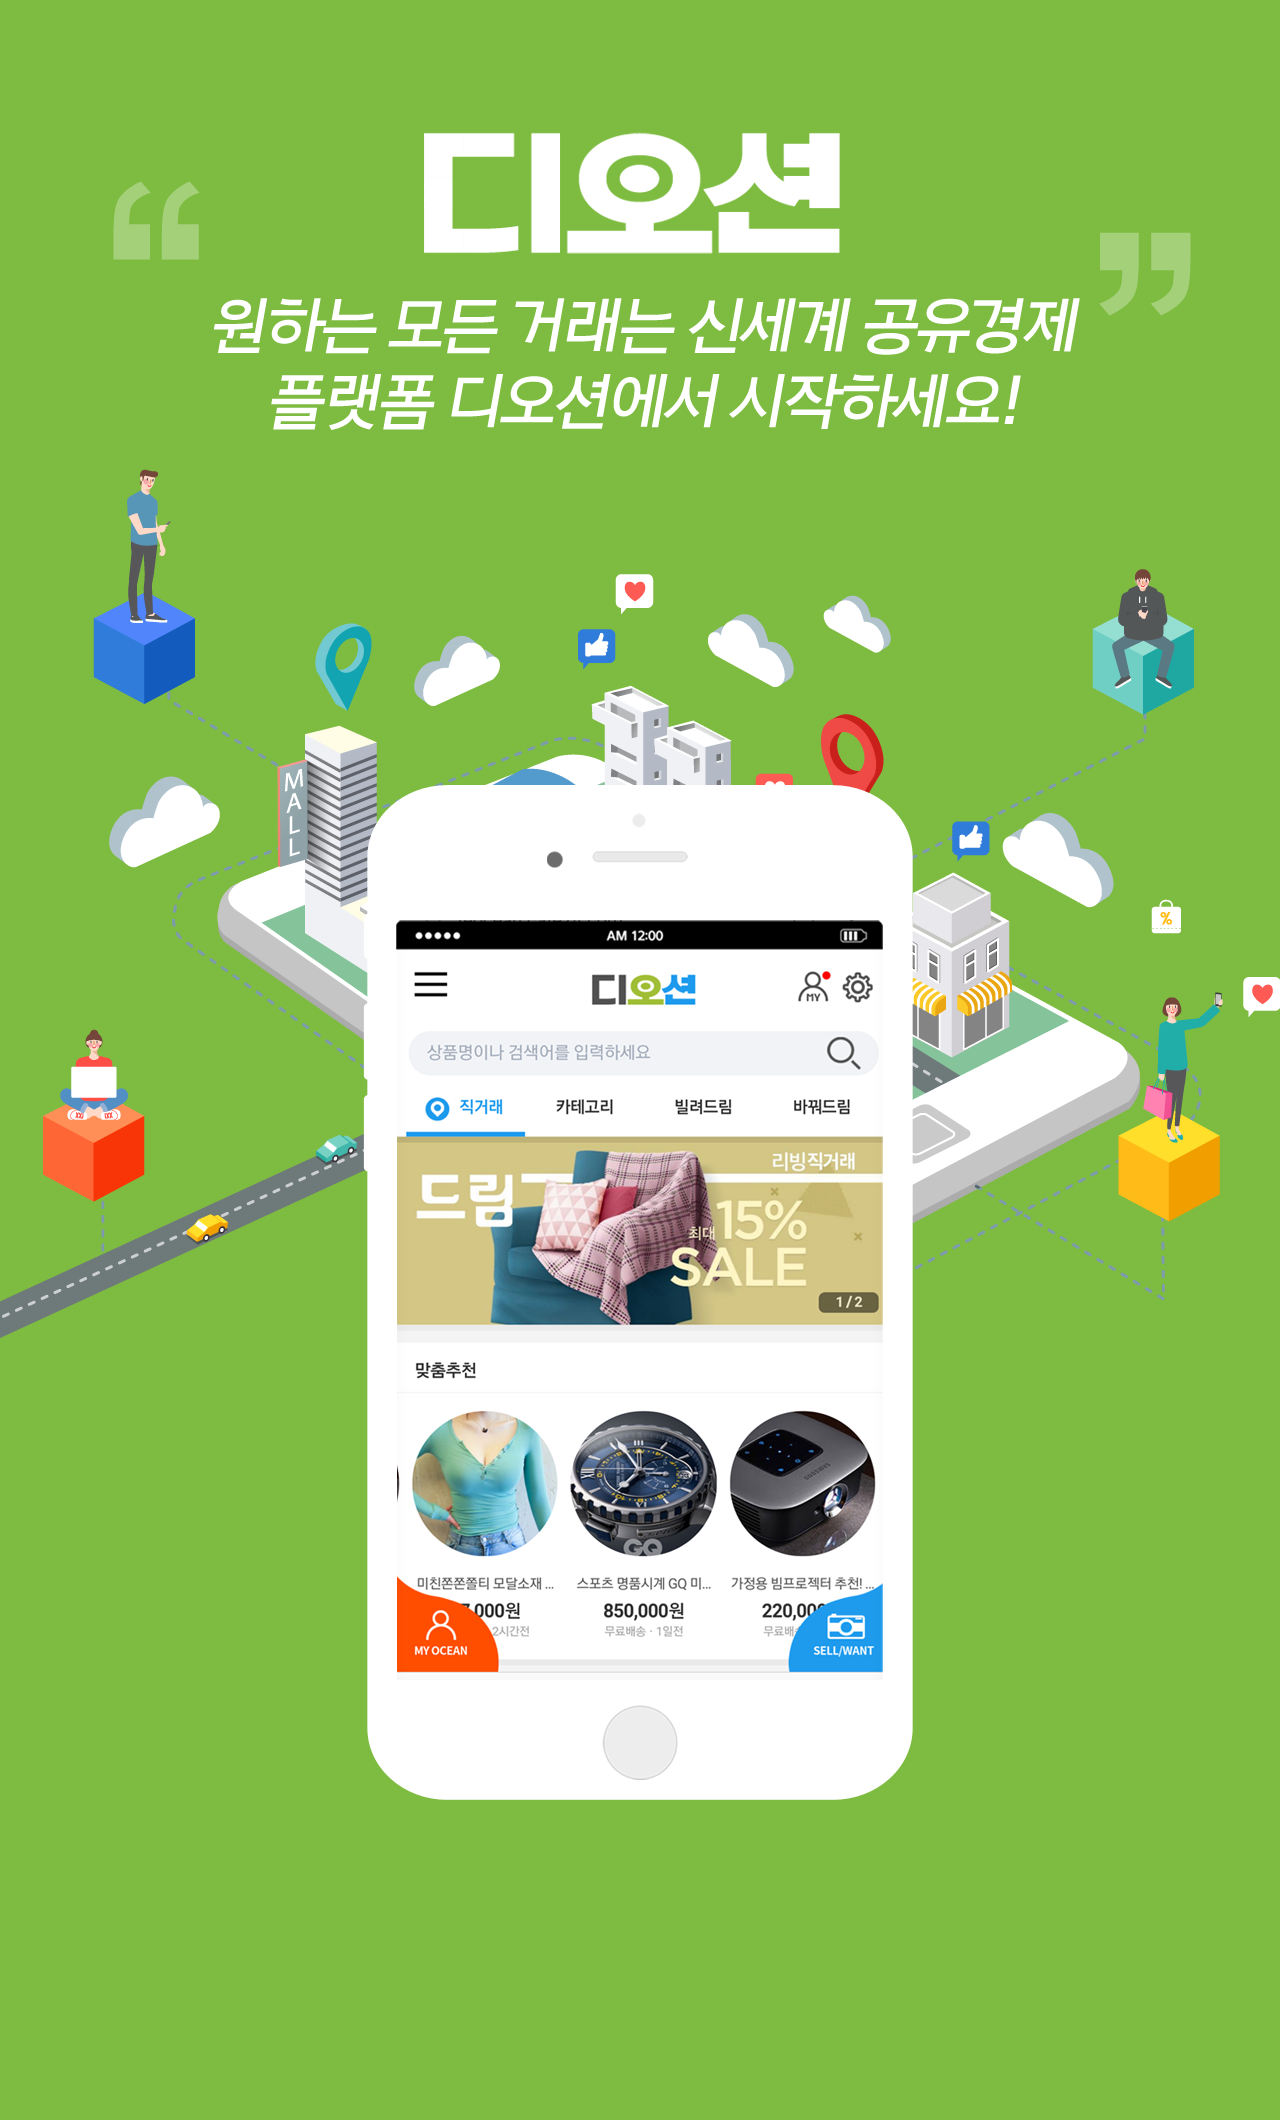 디오션
“
”
원하는 모든 거래는 신세계 공유경제
플랫폼 디오션에서 시작하세요!
MALL
%
AM 12:00
디오션
MY
상품명이나 검색어를 입력하세요
직거래 카테고리 빌려드림 바꿔드림
리빙직거래
드림
최대 15%
SALE
1 / 2
맞춤추천
GQ
미친쫀쫀쫄티 모달소재 ... 스포츠 명품시계 GQ 미... 가정용 빔프로젝터 추천! ...
7,000원 850,000원 220,00
2시간전 무료배송 · 1일전 무료배
MY OCEAN SELL/WANT